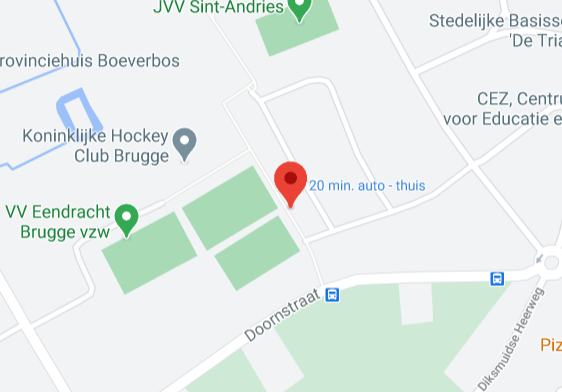 JVV Sint-Andries
Stedelijke Basiss
'De Tria
rovinciehuis Boeverbos
CEZ, Centru
voor Educatie e
Koninklijke Hockey
Club Brugge
20 min. auto - thuis
VV Eendracht
Brugge vzw
Doornstraat
Diksmuidse Heerweg
Piz